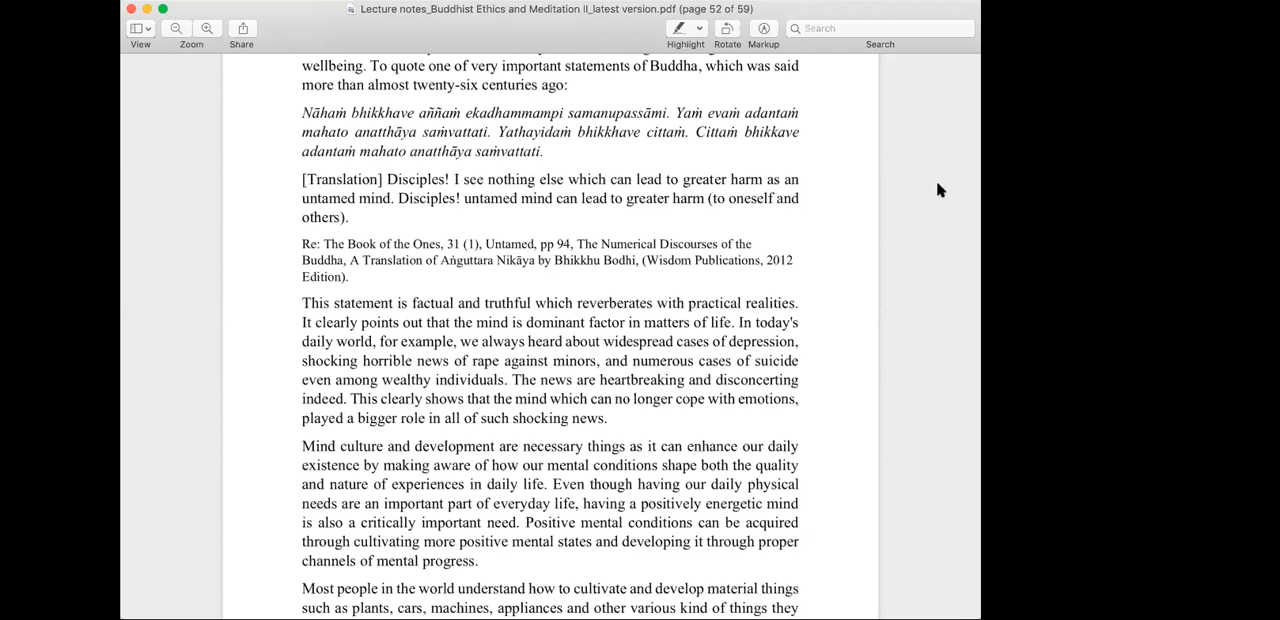 Lecture notes_Buddhist Ethics and Meditation II_latest version.pdf (page 52 of 59)
Search
View
Zoom
Share
Highlight
Rotate
Markup
Search
wellbeing. To quote one of very important statements of Buddha, which was said
more than almost twenty-six centuries ago:
Nāhaṁ bhikkhave aññaṁ ekadhammampi samanupassāmi. Yaṁ evaṁ adantaṁ
mahato anatthāya saṁvattati. Yathayidaṁ bhikkhave cittaṁ. Cittaṁ bhikkave
adantaṁ mahato anatthāya saṁvattati.
[Translation] Disciples! I see nothing else which can lead to greater harm as an
untamed mind. Disciples! untamed mind can lead to greater harm (to oneself and
others).
Re: The Book of the Ones, 31 (1), Untamed, pp 94, The Numerical Discourses of the
Buddha, A Translation of Aṅguttara Nikāya by Bhikkhu Bodhi, (Wisdom Publications, 2012
Edition).
This statement is factual and truthful which reverberates with practical realities.
It clearly points out that the mind is dominant factor in matters of life. In today's
daily world, for example, we always heard about widespread cases of depression,
shocking horrible news of rape against minors, and numerous cases of suicide
even among wealthy individuals. The news are heartbreaking and disconcerting
indeed. This clearly shows that the mind which can no longer cope with emotions,
played a bigger role in all of such shocking news.
Mind culture and development are necessary things as it can enhance our daily
existence by making aware of how our mental conditions shape both the quality
and nature of experiences in daily life. Even though having our daily physical
needs are an important part of everyday life, having a positively energetic mind
is also a critically important need. Positive mental conditions can be acquired
through cultivating more positive mental states and developing it through proper
channels of mental progress.
Most people in the world understand how to cultivate and develop material things
such as plants, cars, machines, appliances and other various kind of things they